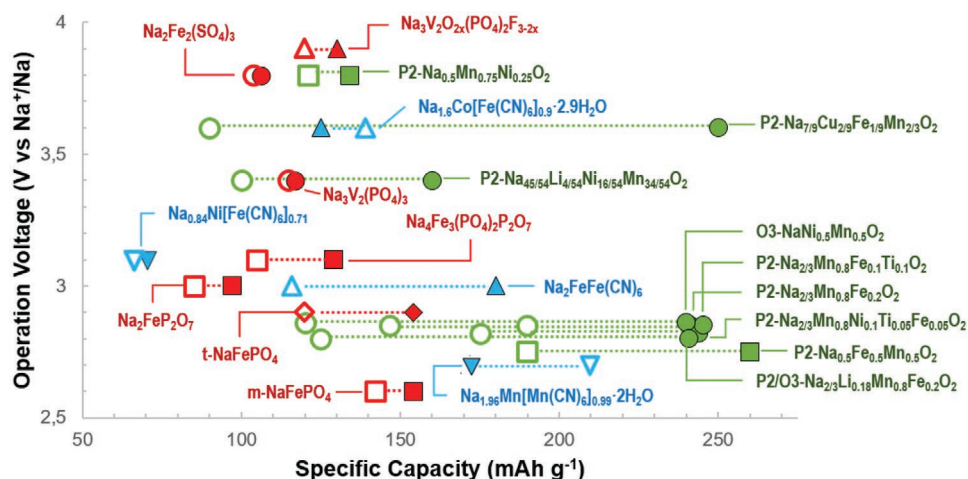 4
Na₃V₂O₂ₓ(PO₄)₂F₃₋₂ₓ
Na₂Fe₂(SO₄)₃
P2-Na₀.₅Mn₀.₇₅Ni₀.₂₅O₂
Na₁.₆Co[Fe(CN)₆]₀.₉·2.9H₂O
P2-Na₇/₉Cu₂/₉Fe₁/₉Mn₂/₃O₂
3,5
P2-Na₄₅/₅₄Li₄/₅₄Ni₁₆/₅₄Mn₃₄/₅₄O₂
Na₃V₂(PO₄)₃
Na₀.₈₄Ni[Fe(CN)₆]₀.₇₁
Na₄Fe₃(PO₄)₂P₂O₇
O3-NaNi₀.₅Mn₀.₅O₂
P2-Na₂/₃Mn₀.₈Fe₀.₁Ti₀.₁O₂
3
Na₂FeFe(CN)₆
P2-Na₂/₃Mn₀.₈Fe₀.₂O₂
Na₂FeP₂O₇
P2-Na₂/₃Mn₀.₈Ni₀.₁Ti₀.₀₅Fe₀.₀₅O₂
t-NaFePO₄
P2-Na₀.₅Fe₀.₅Mn₀.₅O₂
m-NaFePO₄
Na₁.₉₆Mn[Mn(CN)₆]₀.₉₉·2H₂O
P2/O3-Na₂/₃Li₀.₁₈Mn₀.₈Fe₀.₂O₂
2,5
50 100 150 200 250
Operation Voltage (V vs Na⁺/Na)
Specific Capacity (mAh g⁻¹)